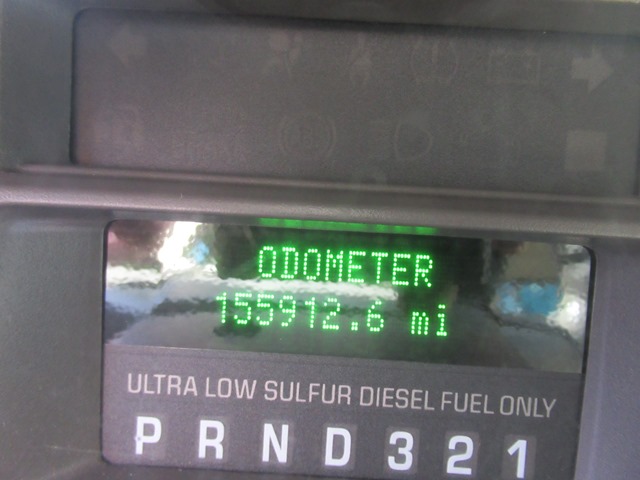 ODOMETER
155912.6 mi
ULTRA LOW SULFUR DIESEL FUEL ONLY
P R N D 3 2 1